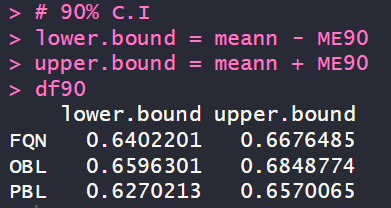 > # 90% C.I
> lower.bound = meann - ME90
> upper.bound = meann + ME90
> df90
lower.bound upper.bound
FQN 0.6402201 0.6676485
OBL 0.6596301 0.6848774
PBL 0.6270213 0.6570065